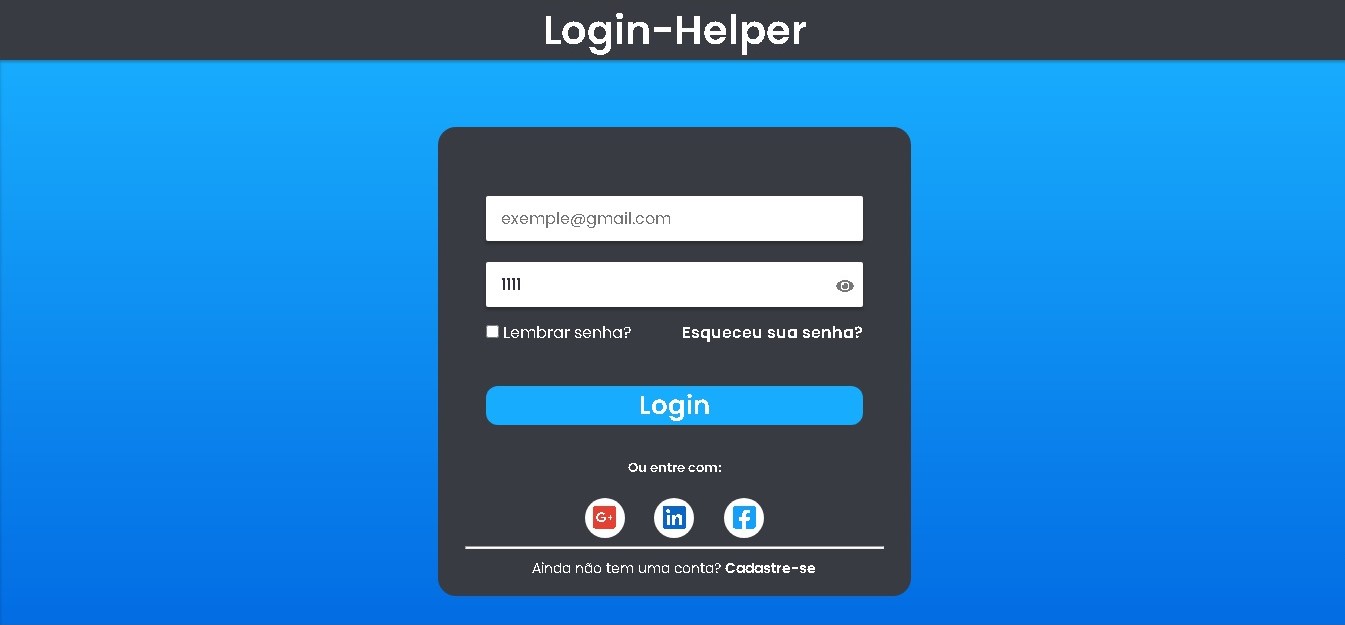 Login-Helper
exemple@gmail.com
1111
Lembrar senha? Esqueceu sua senha?
Login
Ou entre com:
G+ in f
Ainda não tem uma conta? Cadastre-se